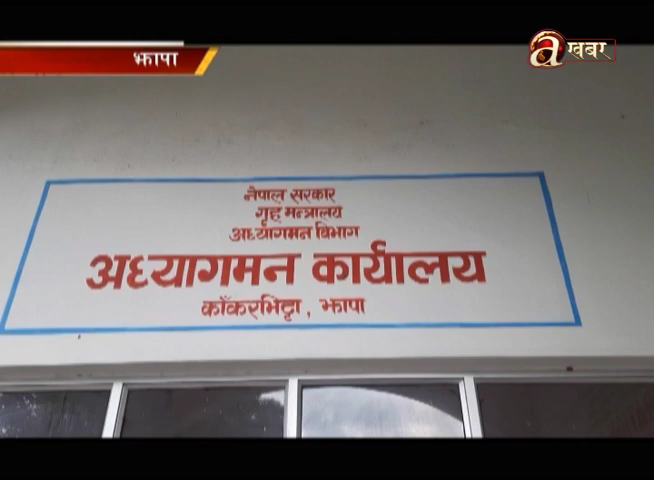 झापा
a खबर
नेपाल सरकार
गृह मन्त्रालय
अध्यागमन विभाग
अध्यागमन कार्यालय
काँकरभिट्टा, झापा